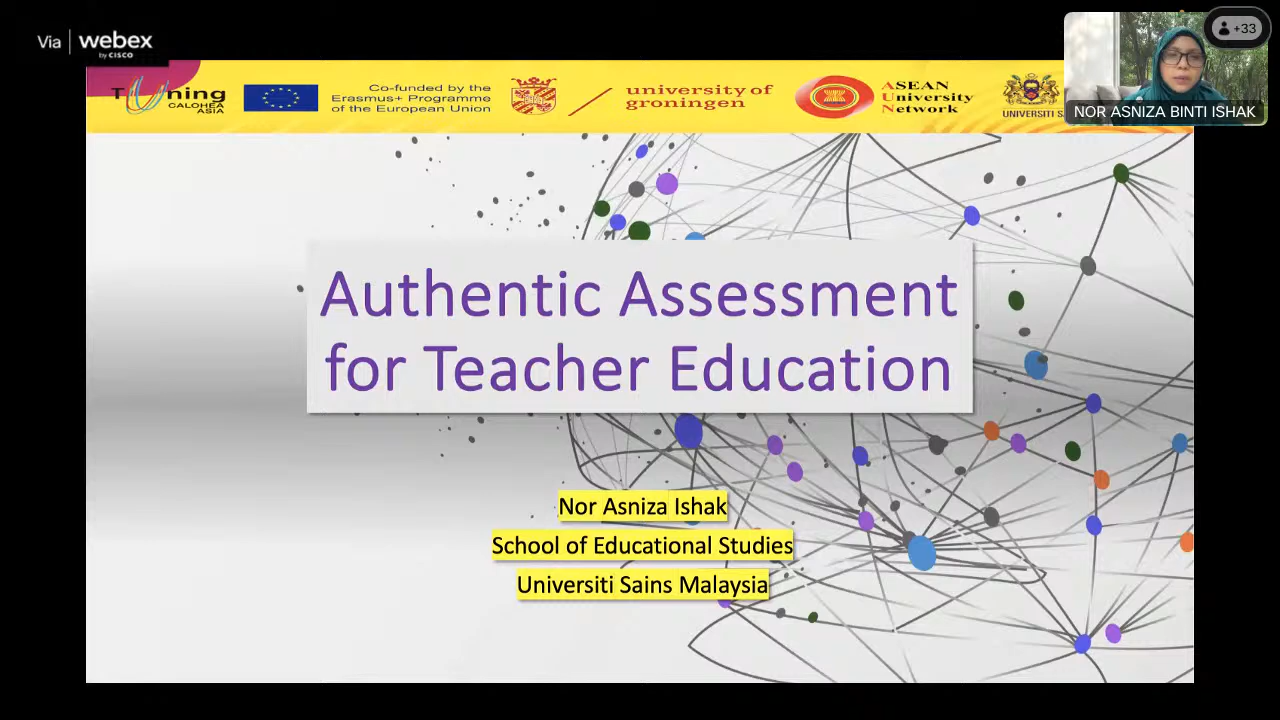 Via webex
by CISCO
+33
Tuning
CALOHEA
ASIA
Co-funded by the
Erasmus+ Programme
of the European Union
university of
groningen
ASEAN
University
Network
UNIVERSITI
NOR ASNIZA BINTI ISHAK
Authentic Assessment
for Teacher Education
Nor Asniza Ishak
School of Educational Studies
Universiti Sains Malaysia